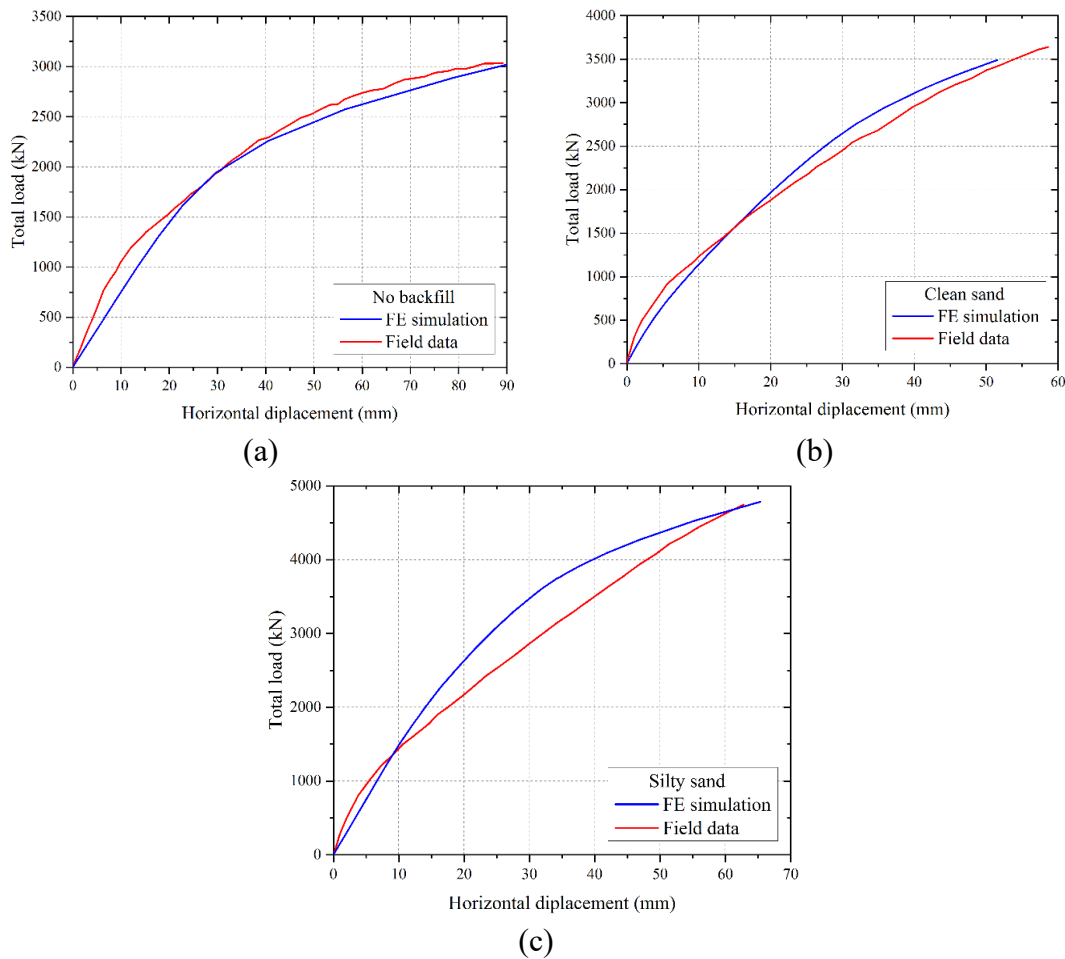 3500
3000
2500
2000
1500
1000
500
0
Total load (kN)
0 10 20 30 40 50 60 70 80 90
Horizontal diplacement (mm)
No backfill
FE simulation
Field data
(a)
4000
3500
3000
2500
2000
1500
1000
500
0
Total load (kN)
0 10 20 30 40 50 60
Horizontal diplacement (mm)
Clean sand
FE simulation
Field data
(b)
5000
4000
3000
2000
1000
0
Total load (kN)
0 10 20 30 40 50 60 70
Horizontal diplacement (mm)
Silty sand
FE simulation
Field data
(c)